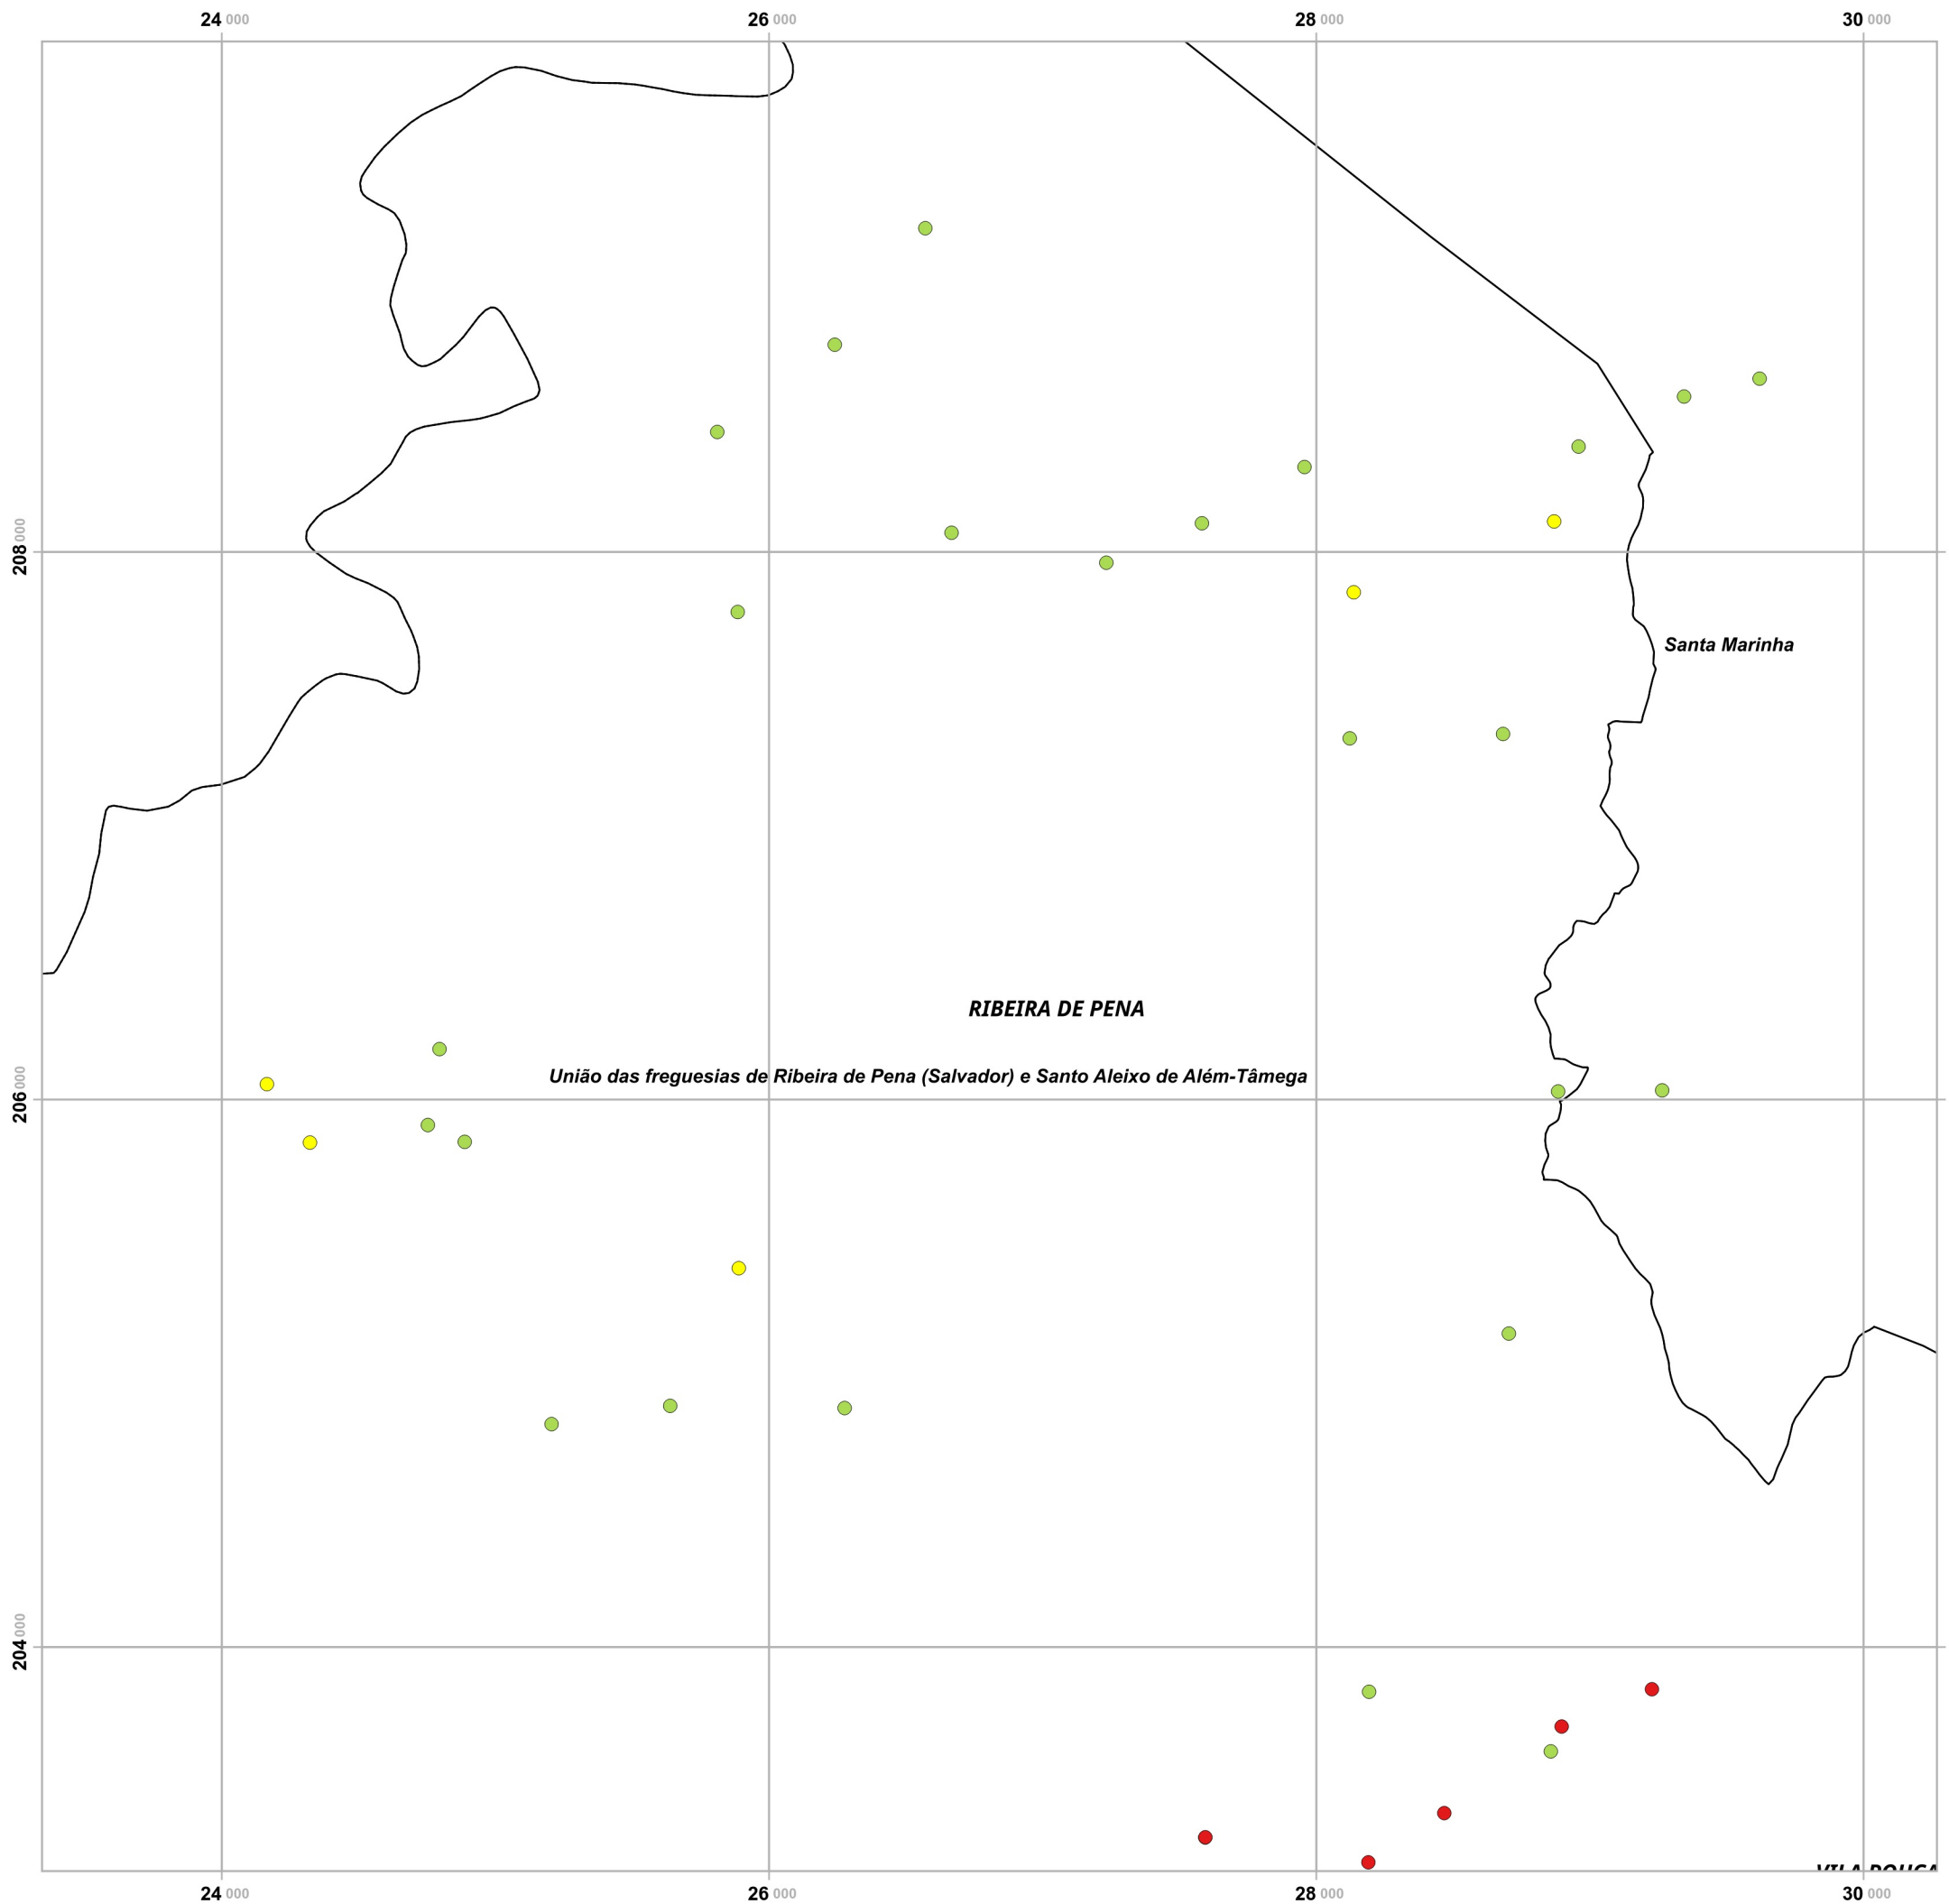 24 000 26 000 28 000 30 000
208 000
Santa Marinha
RIBEIRA DE PENA
União das freguesias de Ribeira de Pena (Salvador) e Santo Aleixo de Além-Tâmega
206 000
204 000
VILA POUCA
24 000 26 000 28 000 30 000